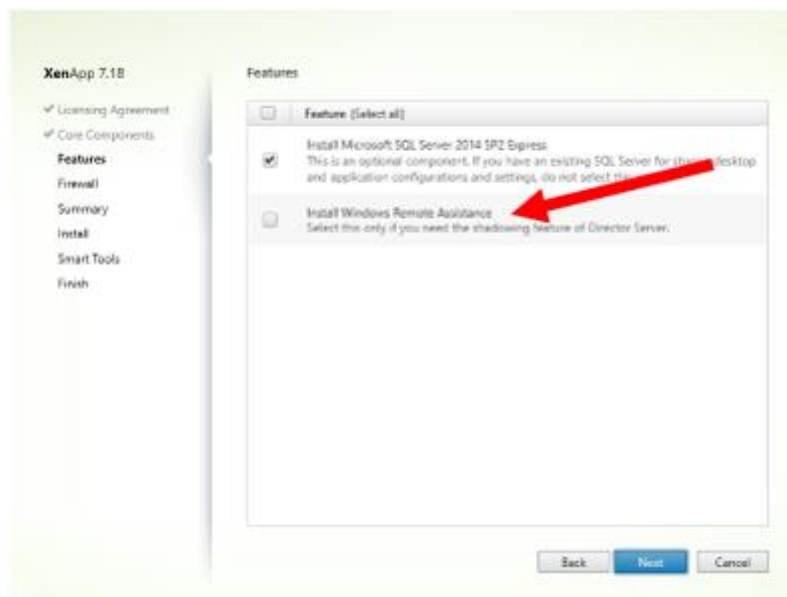 XenApp 7.18
Features
Licensing Agreement
Core Components
Features
Firewall
Summary
Install
Smart Tools
Finish
Feature (Select all)
Install Microsoft SQL Server 2014 SP2 Express
This is an optional component. If you have an existing SQL Server for desktop
and application configurations and settings, do not select
Install Windows Remote Assistance
Select this only if you need the shadowing feature of Director Server.
Back
Next
Cancel